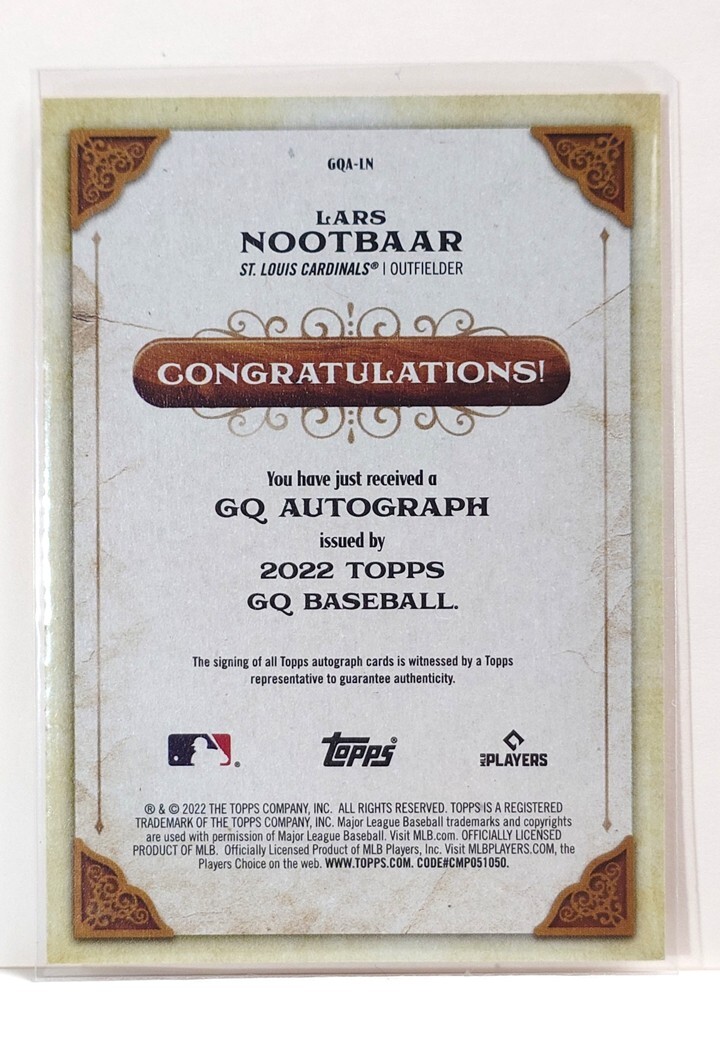 GQA-LN
LARS
NOOTBAAR
ST. LOUIS CARDINALS® | OUTFIELDER
CONGRATULATIONS!
You have just received a
GQ AUTOGRAPH
issued by
2022 TOPPS
GQ BASEBALL.
The signing of all Topps autograph cards is witnessed by a Topps
representative to guarantee authenticity.
® topps® MLB PLAYERS
® & © 2022 THE TOPPS COMPANY, INC. ALL RIGHTS RESERVED. TOPPS IS A REGISTERED
TRADEMARK OF THE TOPPS COMPANY, INC. Major League Baseball trademarks and copyrights
are used with permission of Major League Baseball. Visit MLB.com. OFFICIALLY LICENSED
PRODUCT OF MLB. Officially Licensed Product of MLB Players, Inc. Visit MLBPLAYERS.COM, the
Players Choice on the web. WWW.TOPPS.COM. CODE#CMP051050.